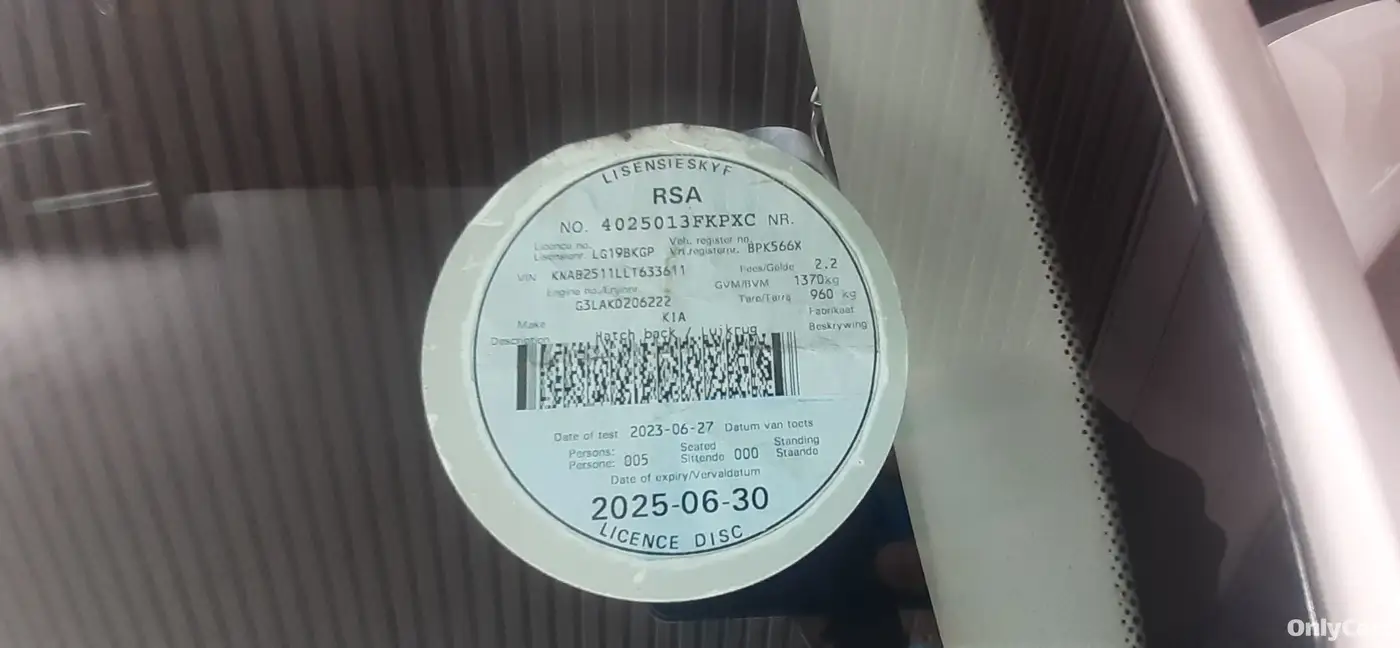 LISENSIESKYF
RSA
NO. 4025013FKPXC NR.
Licence no. Veh. register no.
Lisensienr. LG19BKGP Vrt.registernr. BPK566X
VIN KNAB2511LLT633611 Fees/Gelde 2.2
Engine no./Enjinnr. GVM/BVM 1370kg
G3LAKD206222 Tare/Tarra 960 kg
Make KIA Fabrikaat
Description Hatch back / Luikrug Beskrywing
Date of test 2023-06-27 Datum van toets
Persons: Seated Standing
Persone: 005 Sittende 000 Staande
Date of expiry/Vervaldatum
2025-06-30
LICENCE DISC